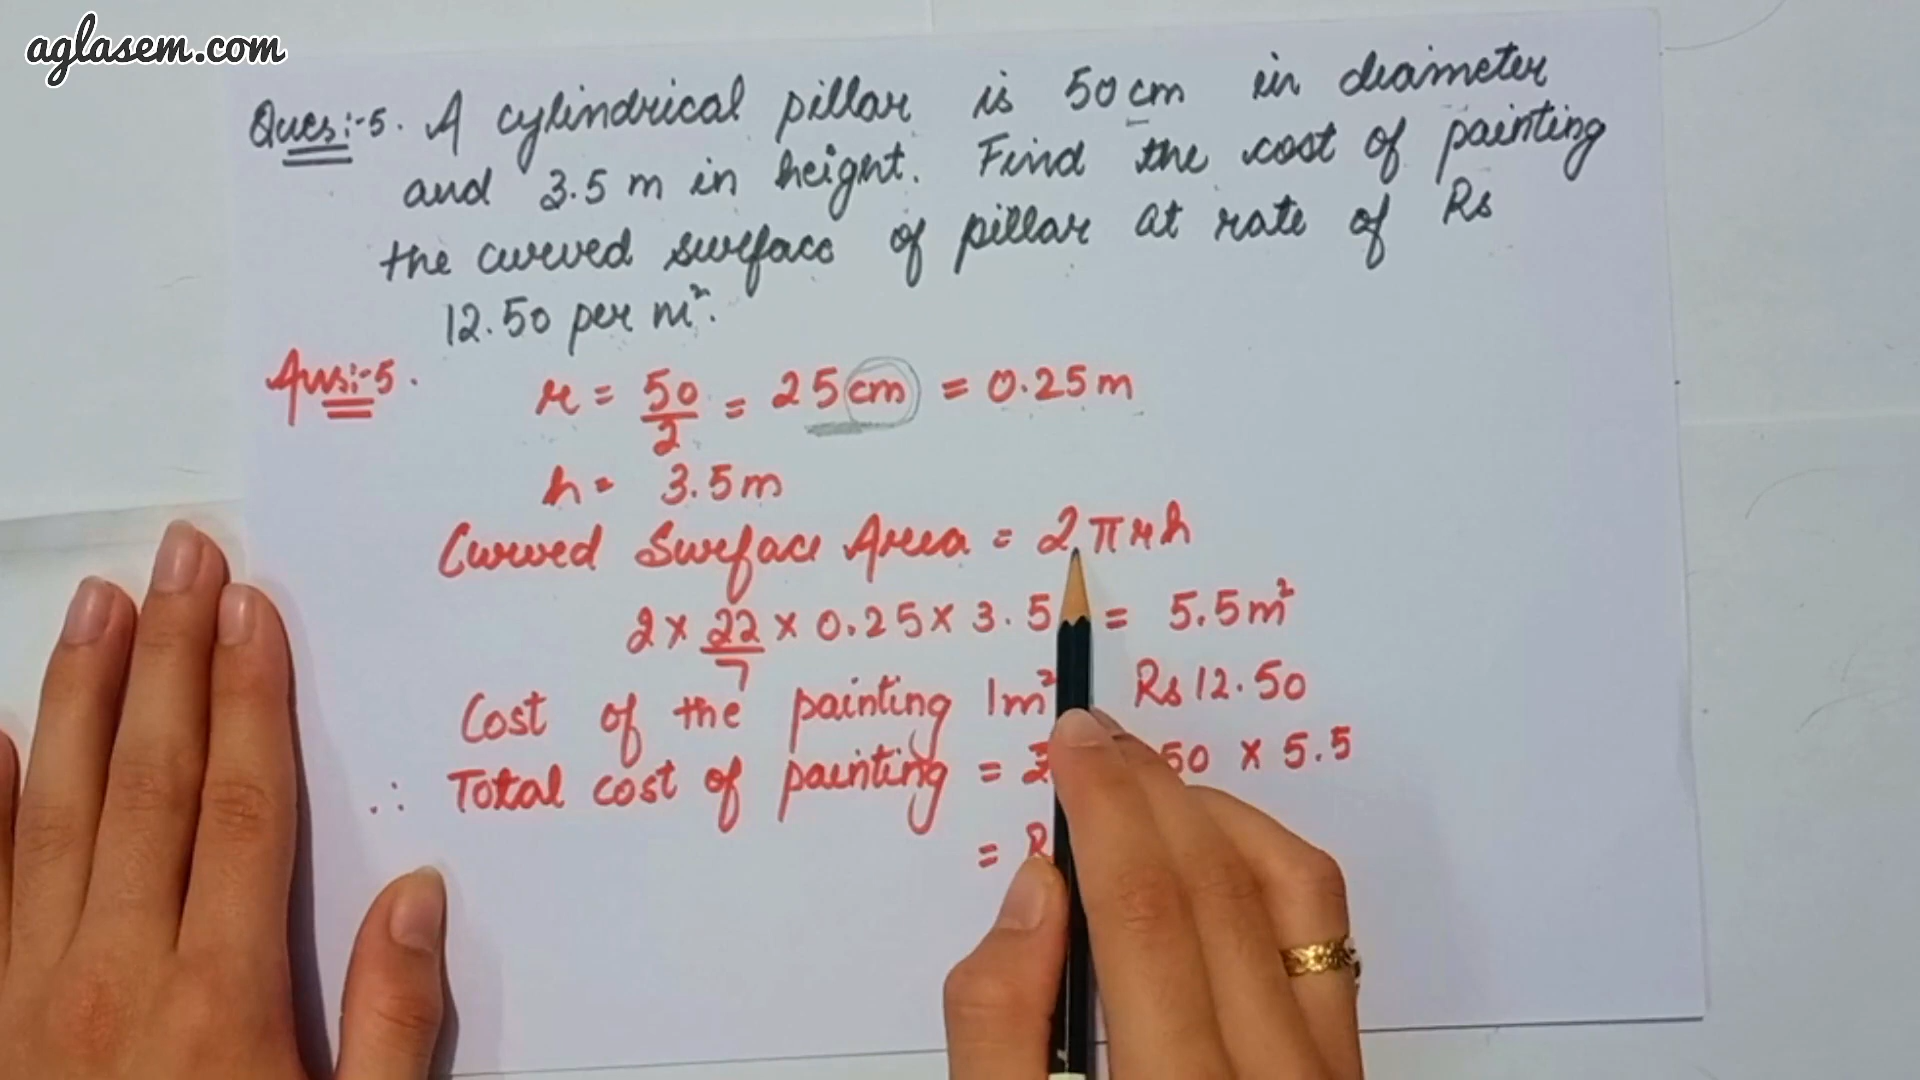 aglasem.com
Ques:-5. A cylindrical pillar is 50 cm in diameter
and 3.5 m in height. Find the cost of painting
the curved surface of pillar at rate of Rs
12.50 per m².
Ans:-5. r = 50/2 = 25 cm = 0.25 m
h = 3.5 m
Curved Surface Area = 2πrh
2 × 22/7 × 0.25 × 3.5 = 5.5 m²
Cost of the painting 1m² Rs 12.50
∴ Total cost of painting = 50 × 5.5
=